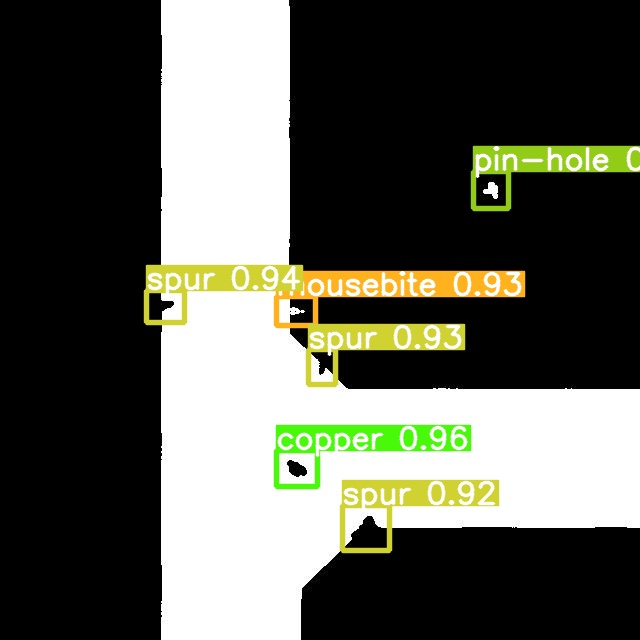 pin-hole 0
spur 0.94
mousebite 0.93
spur 0.93
copper 0.96
spur 0.92